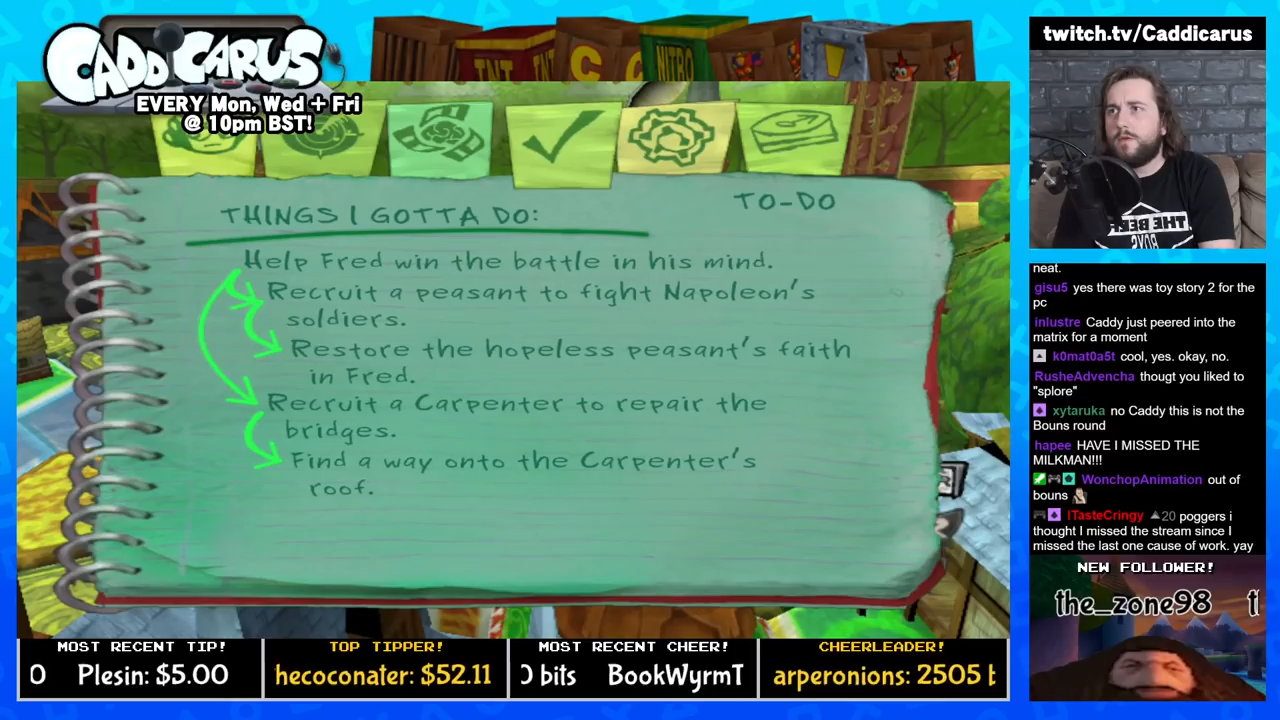 CADDICARUS
EVERY Mon, Wed + Fri
@ 10pm BST!
TNT
TNT
C
C
NITRO
twitch.tv/Caddicarus
TO-DO
THINGS I GOTTA DO:
Help Fred win the battle in his mind.
Recruit a peasant to fight Napoleon's
soldiers.
Restore the hopeless peasant's faith
in Fred.
Recruit a Carpenter to repair the
bridges.
Find a way onto the Carpenter's
roof.
neat.
gisu5 yes there was toy story 2 for the
pc
inlustre Caddy just peered into the
matrix for a moment
k0mat0a5t cool, yes. okay, no.
RusheAdvencha thougt you liked to
"splore"
xytaruka no Caddy this is not the
Bouns round
hapee HAVE I MISSED THE
MILKMAN!!!
WonchopAnimation out of
bouns
ITasteCringy 20 poggers i
thought I missed the stream since I
missed the last one cause of work. yay
NEW FOLLOWER!
the_zone98 t
MOST RECENT TIP!
0 Plesin: $5.00
TOP TIPPER!
hecoconater: $52.11
MOST RECENT CHEER!
0 bits BookWyrmT
CHEERLEADER!
arperonions: 2505 b